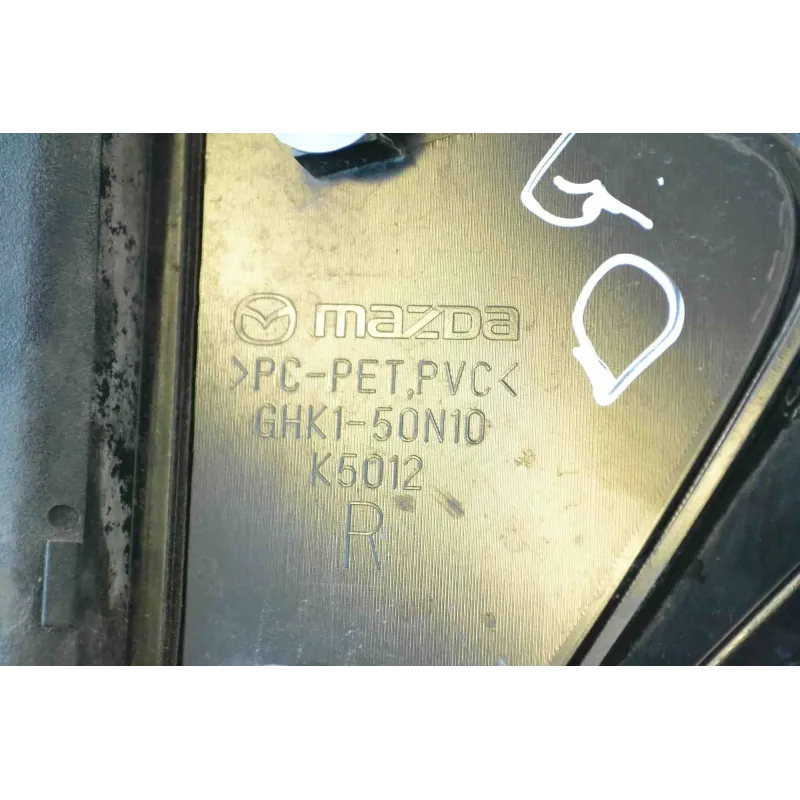 mazda
>PC-PET,PVC<
GHK1-50N10
K5012
R